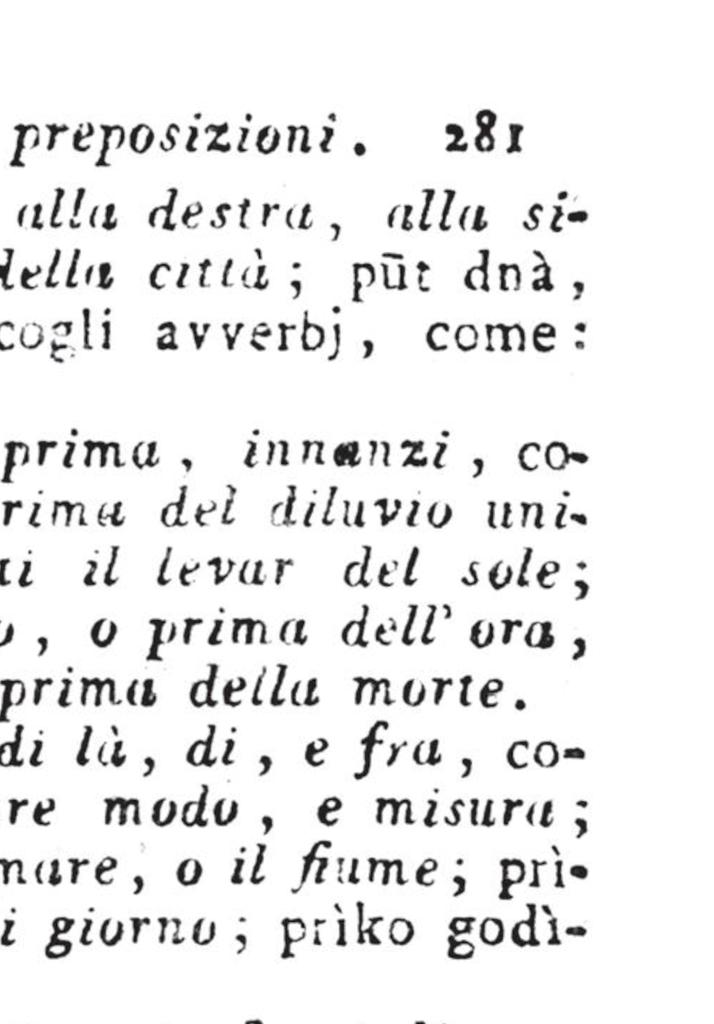 preposizioni. 281
alla destra, alla si-
della città; pūt dnà,
cogli avverbj, come:
prima, innanzi, co-
rima del diluvio uni-
il levar del sole;
, o prima dell' ora,
prima della morte.
di là, di, e fra, co-
re modo, e misura;
mare, o il fiume; prì-
i giorno; prìko godì-